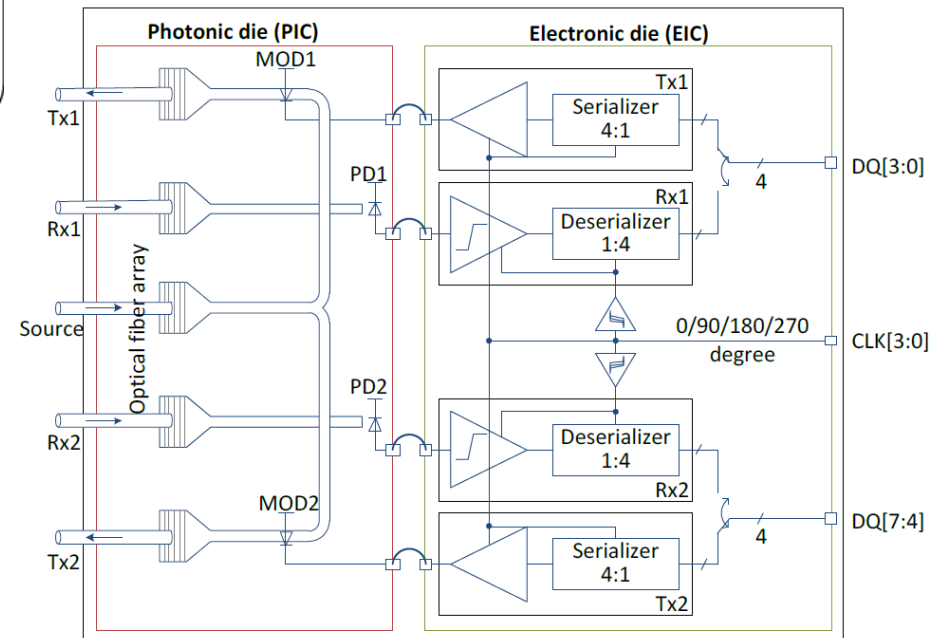 Photonic die (PIC)
Electronic die (EIC)
MOD1
Tx1
Serializer
4:1
Tx1
DQ[3:0]
4
PD1
Rx1
Deserializer
1:4
Rx1
Optical fiber array
Source
0/90/180/270
degree
CLK[3:0]
PD2
Rx2
Deserializer
1:4
Rx2
MOD2
DQ[7:4]
4
Tx2
Serializer
4:1
Tx2